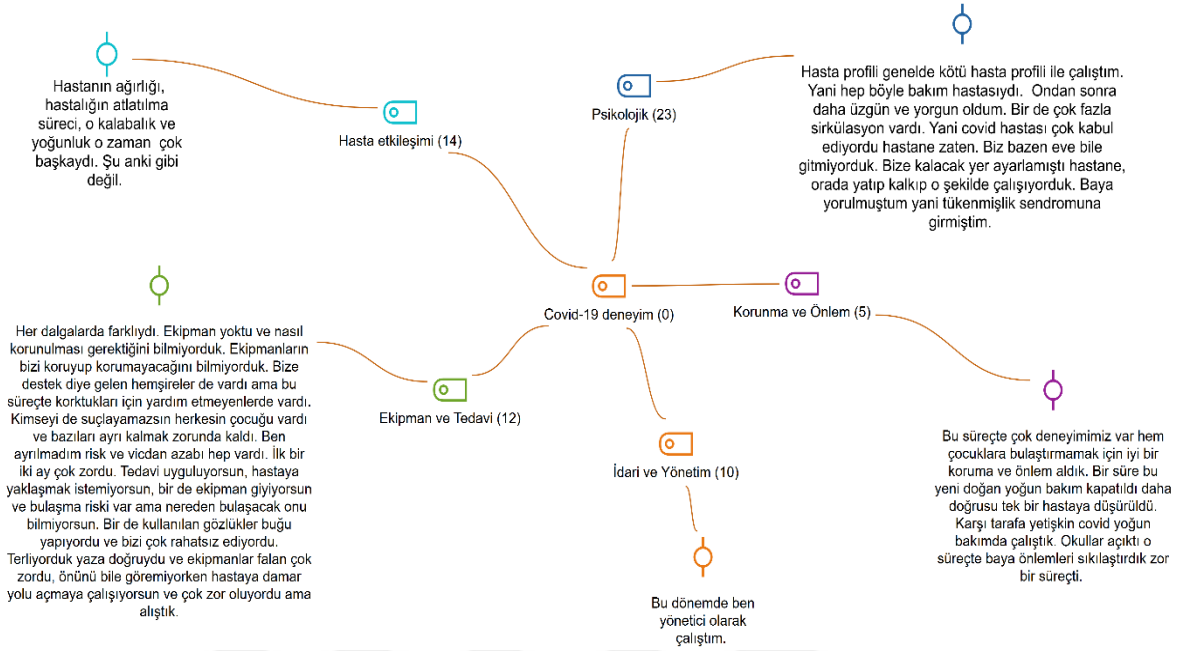 Hastanın ağırlığı,
hastalığın atlatılma
süreci, o kalabalık ve
yoğunluk o zaman çok
başkaydı. Şu anki gibi
değil.
Hasta etkileşimi (14)
Psikolojik (23)
Hasta profili genelde kötü hasta profili ile çalıştım.
Yani hep böyle bakım hastasıydı. Ondan sonra
daha üzgün ve yorgun oldum. Bir de çok fazla
sirkülasyon vardı. Yani covid hastası çok kabul
ediyordu hastane zaten. Biz bazen eve bile
gitmiyorduk. Bize kalacak yer ayarlamıştı hastane,
orada yatıp kalkıp o şekilde çalışıyorduk. Baya
yorulmuştum yani tükenmişlik sendromuna
girmiştim.
Covid-19 deneyim (0)
Korunma ve Önlem (5)
Her dalgalarda farklıydı. Ekipman yoktu ve nasıl
korunulması gerektiğini bilmiyorduk. Ekipmanların
bizi koruyup korumayacağını bilmiyorduk. Bize
destek diye gelen hemşireler de vardı ama bu
süreçte korktukları için yardım etmeyenlerde vardı.
Kimseyi de suçlayamazsın herkesin çocuğu vardı
ve bazıları ayrı kalmak zorunda kaldı. Ben
ayrılmadım risk ve vicdan azabı hep vardı. İlk bir
iki ay çok zordu. Tedavi uyguluyorsun, hastaya
yaklaşmak istemiyorsun, bir de ekipman giyiyorsun
ve bulaşma riski var ama nereden bulaşacak onu
bilmiyorsun. Bir de kullanılan gözlükler buğu
yapıyordu ve bizi çok rahatsız ediyordu.
Terliyorduk yaza doğruydu ve ekipmanlar falan çok
zordu, önünü bile göremiyorken hastaya damar
yolu açmaya çalışıyorsun ve çok zor oluyordu ama
alıştık.
Ekipman ve Tedavi (12)
İdari ve Yönetim (10)
Bu dönemde ben
yönetici olarak
çalıştım.
Bu süreçte çok deneyimimiz var hem
çocuklara bulaştırmamak için iyi bir
koruma ve önlem aldık. Bir süre bu
yeni doğan yoğun bakım kapatıldı daha
doğrusu tek bir hastaya düşürüldü.
Karşı tarafa yetişkin covid yoğun
bakımda çalıştık. Okullar açıktı o
süreçte baya önlemleri sıkılaştırdık zor
bir süreçti.